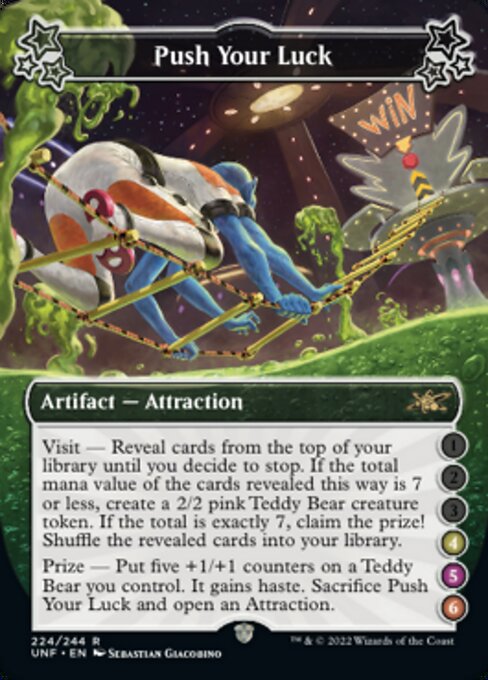 Push Your Luck
WiN
Artifact — Attraction
Visit — Reveal cards from the top of your
library until you decide to stop. If the total
mana value of the cards revealed this way is 7
or less, create a 2/2 pink Teddy Bear creature
token. If the total is exactly 7, claim the prize!
Shuffle the revealed cards into your library.
Prize — Put five +1/+1 counters on a Teddy
Bear you control. It gains haste. Sacrifice Push
Your Luck and open an Attraction.
1
2
3
4
5
6
224/244 R
UNF • EN Sebastian Giacobino
™ & © 2022 Wizards of the Coast